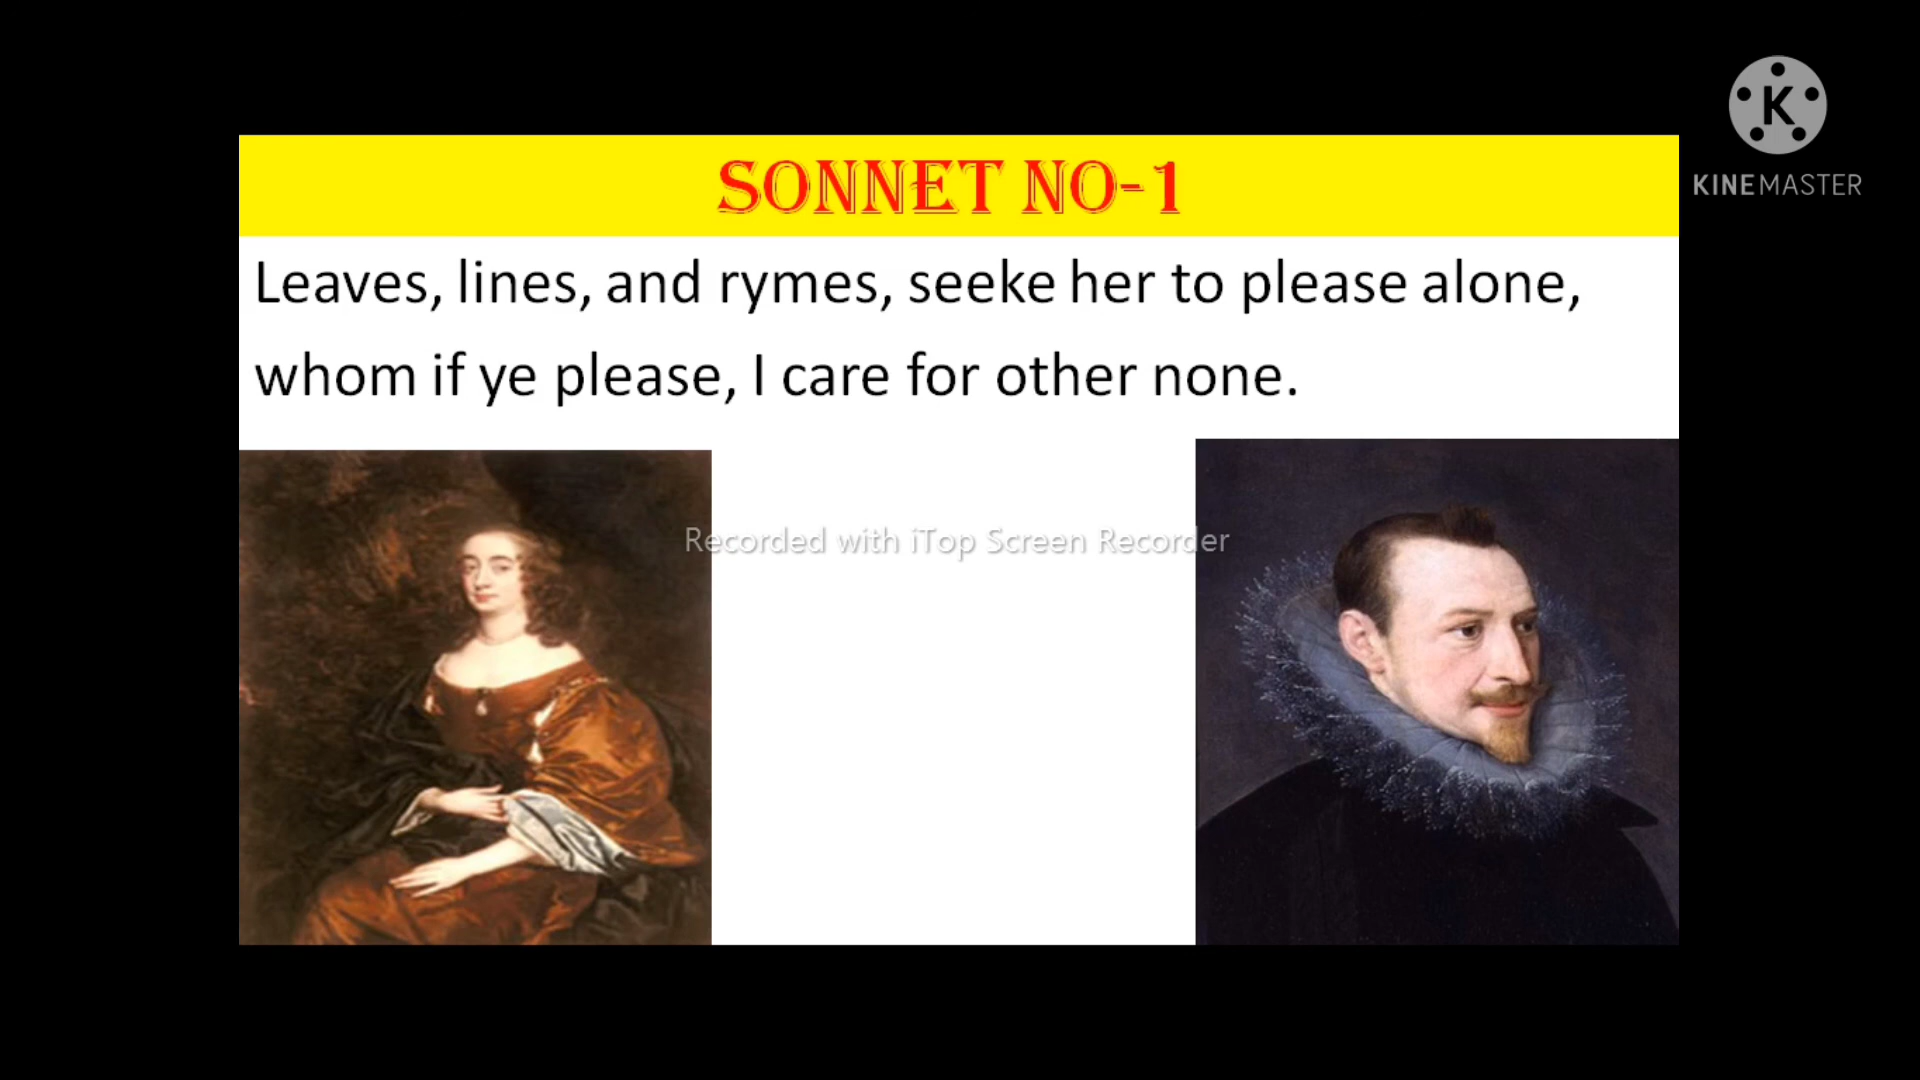 K
KINEMASTER
SONNET NO-1
Leaves, lines, and rymes, seeke her to please alone,
whom if ye please, I care for other none.
Recorded with iTop Screen Recorder